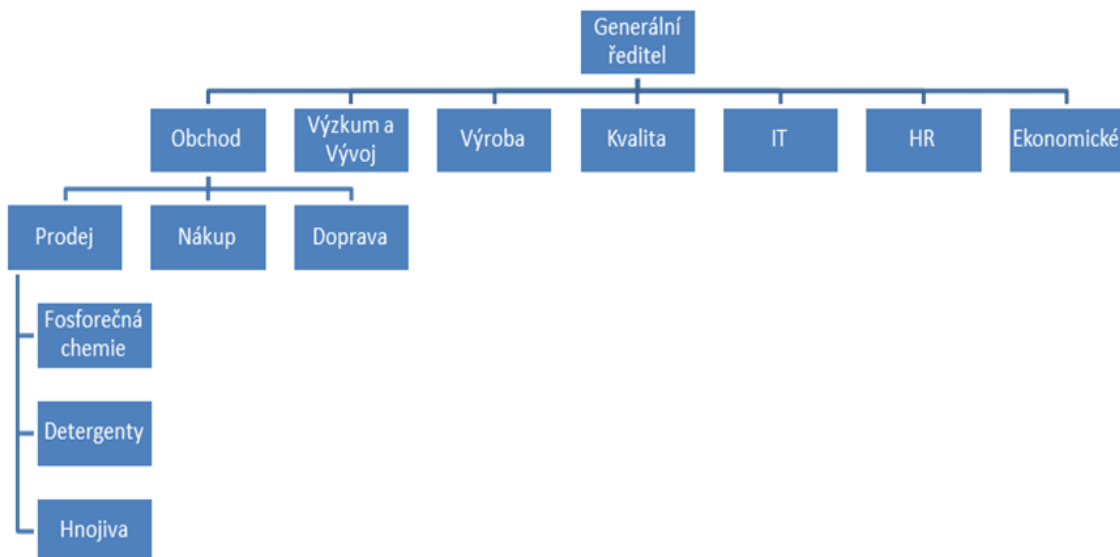 Generální
ředitel
Obchod
Výzkum a
Vývoj
Výroba
Kvalita
IT
HR
Ekonomické
Prodej
Nákup
Doprava
Fosforečná
chemie
Detergenty
Hnojiva